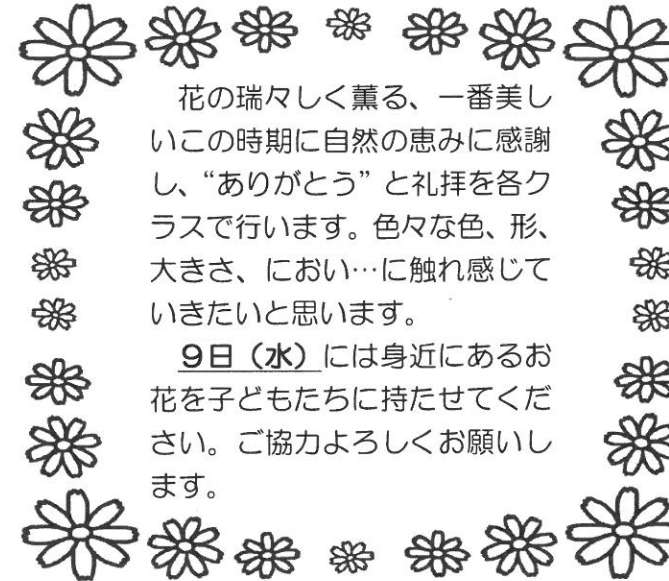 花の瑞々しく薫る、一番美し
いこの時期に自然の恵みに感謝
し、“ありがとう” と礼拝を各ク
ラスで行います。色々な色、形、
大きさ、におい…に触れ感じて
いきたいと思います。
9日（水）には身近にあるお
花を子どもたちに持たせてくだ
さい。ご協力よろしくお願いし
ます。